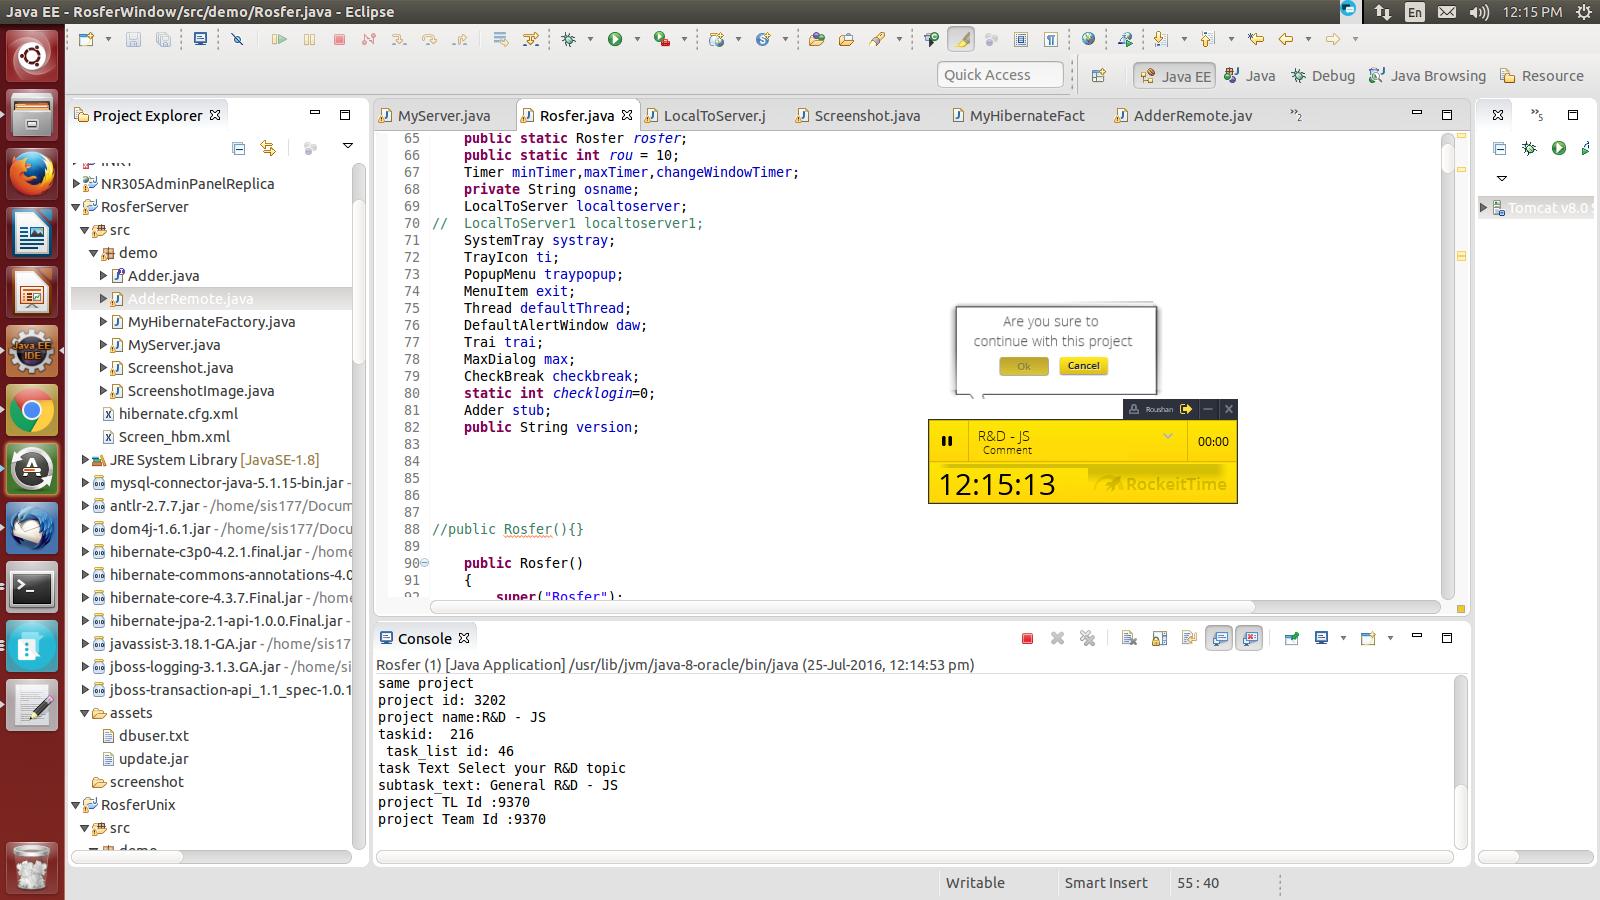 Java EE - RosferWindow/src/demo/Rosfer.java - Eclipse
En
12:15 PM
Quick Access
Java EE
Java
Debug
Java Browsing
Resource
Project Explorer
NR305AdminPanelReplica
RosferServer
src
demo
Adder.java
AdderRemote.java
MyHibernateFactory.java
MyServer.java
Screenshot.java
ScreenshotImage.java
hibernate.cfg.xml
Screen_hbm.xml
JRE System Library [JavaSE-1.8]
mysql-connector-java-5.1.15-bin.jar -
antlr-2.7.7.jar - /home/sis177/Docum
dom4j-1.6.1.jar - /home/sis177/Docu
hibernate-c3p0-4.2.1.final.jar - /home
hibernate-commons-annotations-4.0
hibernate-core-4.3.7.Final.jar - /home
hibernate-jpa-2.1-api-1.0.0.Final.jar -
javassist-3.18.1-GA.jar - /home/sis17
jboss-logging-3.1.3.GA.jar - /home/si
jboss-transaction-api_1.1_spec-1.0.1
assets
dbuser.txt
update.jar
screenshot
RosferUnix
src
demo
MyServer.java
Rosfer.java
LocalToServer.j
Screenshot.java
MyHibernateFact
AdderRemote.jav
»2
65 public static Rosfer rosfer;
66 public static int rou = 10;
67 Timer minTimer,maxTimer,changeWindowTimer;
68 private String osname;
69 LocalToServer localtoserver;
70 // LocalToServer1 localtoserver1;
71 SystemTray systray;
72 TrayIcon ti;
73 PopupMenu traypopup;
74 MenuItem exit;
75 Thread defaultThread;
76 DefaultAlertWindow daw;
77 Trai trai;
78 MaxDialog max;
79 CheckBreak checkbreak;
80 static int checklogin=0;
81 Adder stub;
82 public String version;
83
84
85
86
87
88 //public Rosfer(){}
89
90 public Rosfer()
91 {
92 super("Rosfer");
Are you sure to
continue with this project
Ok
Cancel
Roushan
R&D - JS
Comment
00:00
12:15:13
RockeitTime
»5
Tomcat v8.0 S
Java EE
IDE
Console
Rosfer (1) [Java Application] /usr/lib/jvm/java-8-oracle/bin/java (25-Jul-2016, 12:14:53 pm)
same project
project id: 3202
project name:R&D - JS
taskid: 216
task_list id: 46
task Text Select your R&D topic
subtask_text: General R&D - JS
project TL Id :9370
project Team Id :9370
Writable
Smart Insert
55 : 40